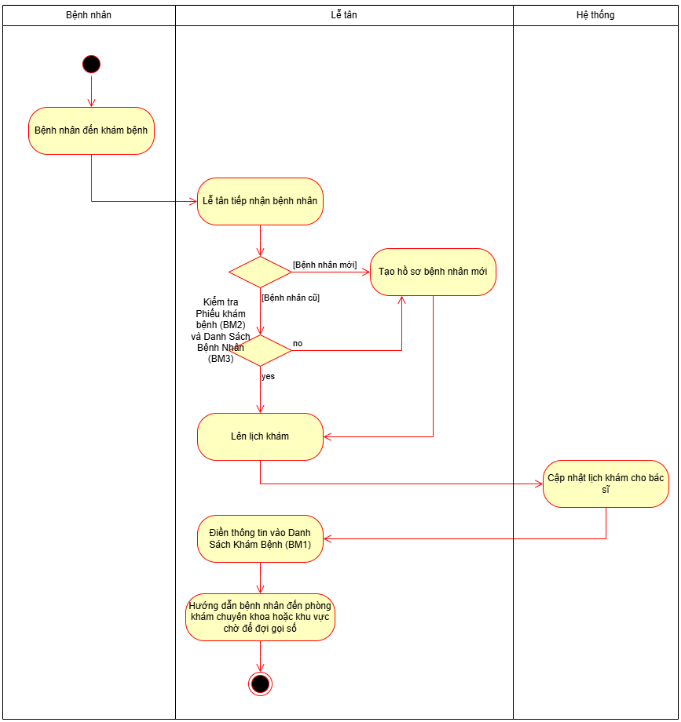 Bệnh nhân
Lễ tân
Hệ thống
Bệnh nhân đến khám bệnh
Lễ tân tiếp nhận bệnh nhân
[Bệnh nhân mới]
Tạo hồ sơ bệnh nhân mới
[Bệnh nhân cũ]
Kiểm tra
Phiếu khám
bệnh (BM2)
và Danh Sách
Bệnh Nhân
(BM3)
no
yes
Lên lịch khám
Cập nhật lịch khám cho bác
sĩ
Điền thông tin vào Danh
Sách Khám Bệnh (BM1)
Hướng dẫn bệnh nhân đến phòng
khám chuyên khoa hoặc khu vực
chờ để đợi gọi số